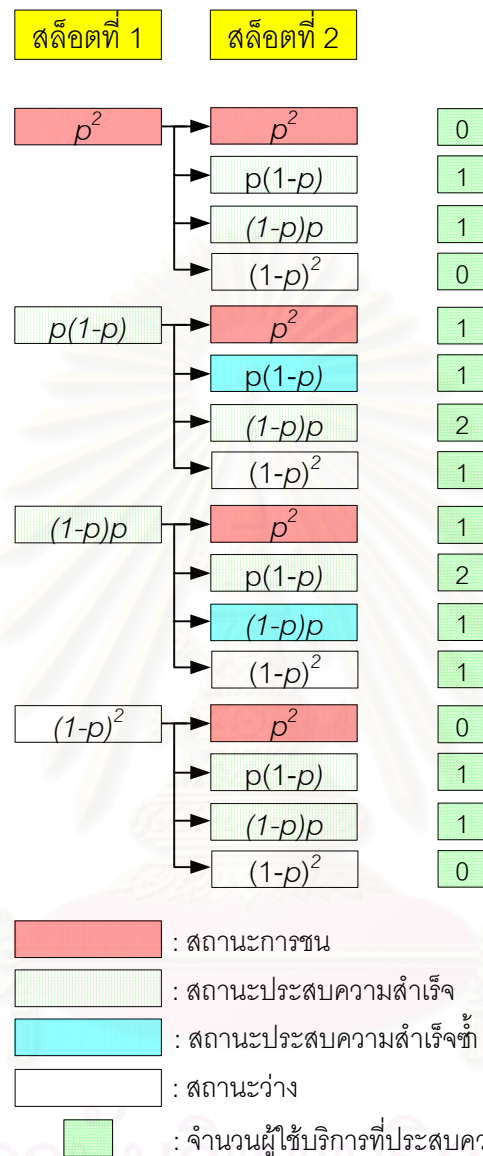 สล็อตที่ 1 สล็อตที่ 2
p² p² 0
p(1-p) 1
(1-p)p 1
(1-p)² 0
p(1-p) p² 1
p(1-p) 1
(1-p)p 2
(1-p)² 1
(1-p)p p² 1
p(1-p) 2
(1-p)p 1
(1-p)² 1
(1-p)² p² 0
p(1-p) 1
(1-p)p 1
(1-p)² 0
: สถานะการชน
: สถานะประสบความสำเร็จ
: สถานะประสบความสำเร็จซ้ำ
: สถานะว่าง
: จำนวนผู้ใช้บริการที่ประสบคว